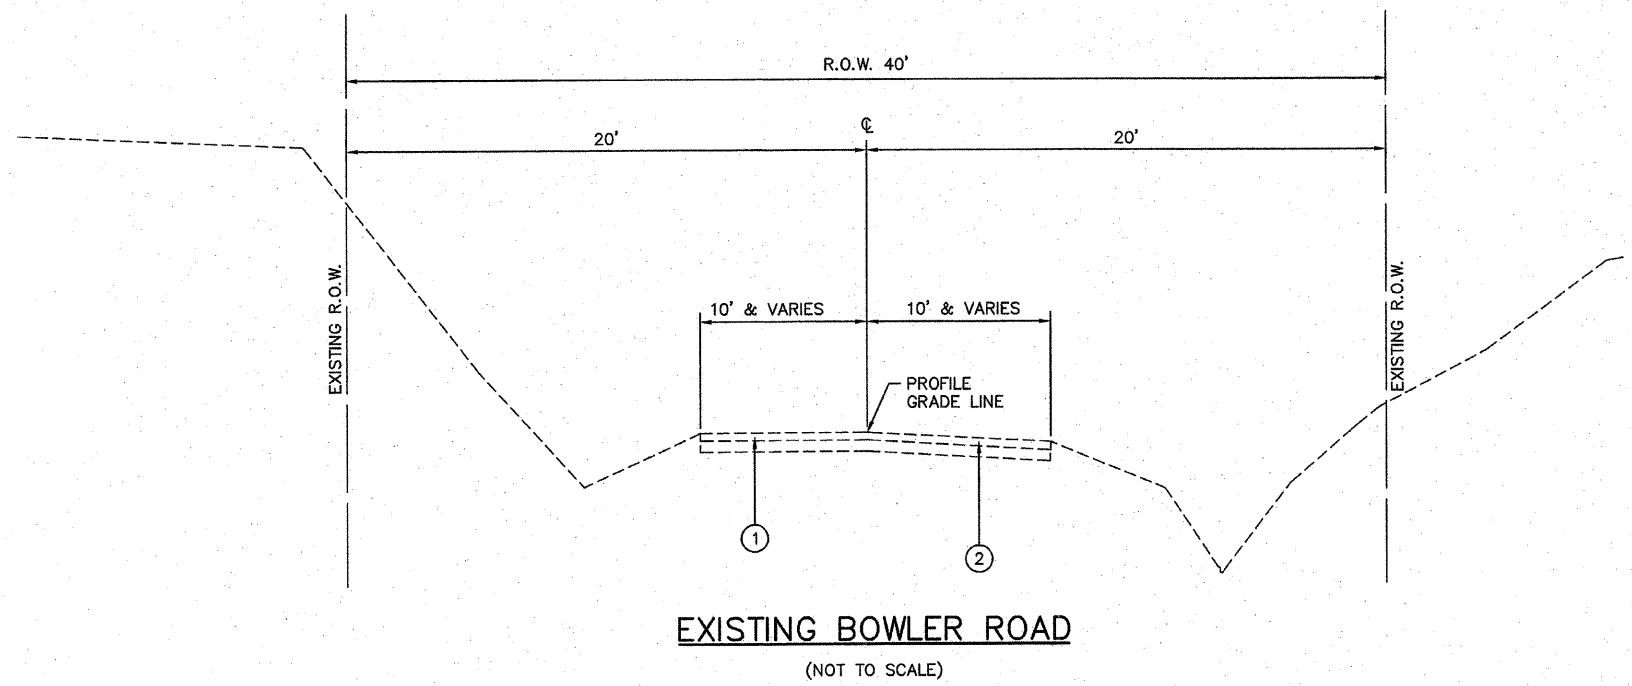 R.O.W. 40'
℄
20'
20'
EXISTING R.O.W.
EXISTING R.O.W.
10' & VARIES
10' & VARIES
PROFILE
GRADE LINE
1
2
EXISTING BOWLER ROAD
(NOT TO SCALE)